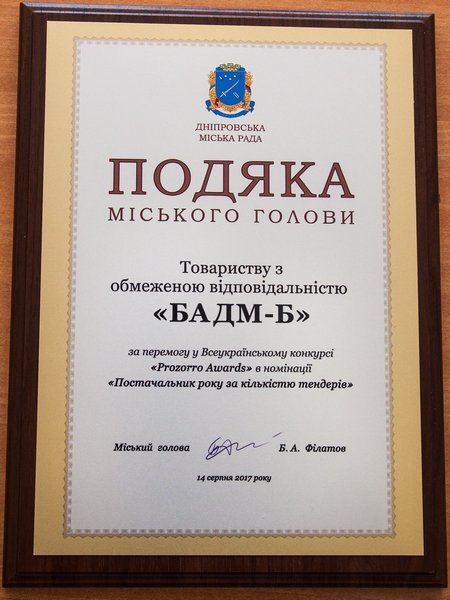 ДНІПРОВСЬКА
МІСЬКА РАДА
ПОДЯКА
МІСЬКОГО ГОЛОВИ
Товариству з
обмеженою відповідальністю
«БАДМ-Б»
за перемогу у Всеукраїнському конкурсі
«Prozorro Awards» в номінації
«Постачальник року за кількістю тендерів»
Міський голова Б. А. Філатов
14 серпня 2017 року